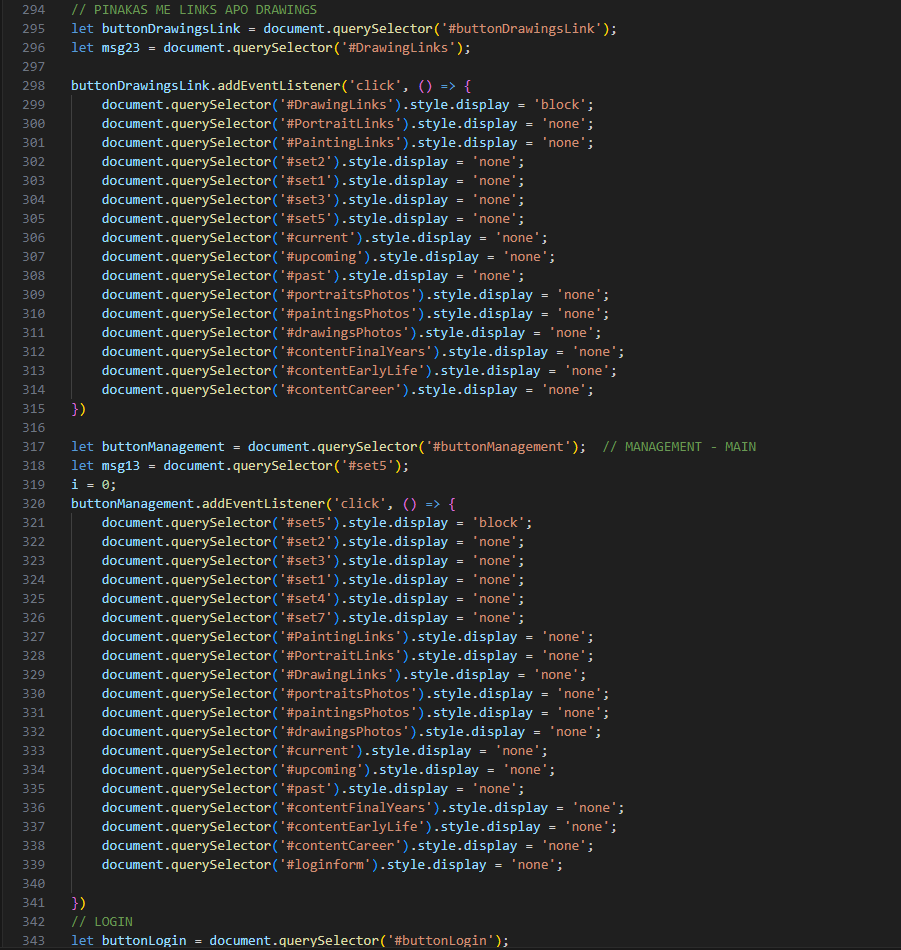 294 // PINAKAS ME LINKS APO DRAWINGS
295 let buttonDrawingsLink = document.querySelector('#buttonDrawingsLink');
296 let msg23 = document.querySelector('#DrawingLinks');
297
298 buttonDrawingsLink.addEventListener('click', () => {
299 document.querySelector('#DrawingLinks').style.display = 'block';
300 document.querySelector('#PortraitLinks').style.display = 'none';
301 document.querySelector('#PaintingLinks').style.display = 'none';
302 document.querySelector('#set2').style.display = 'none';
303 document.querySelector('#set1').style.display = 'none';
304 document.querySelector('#set3').style.display = 'none';
305 document.querySelector('#set5').style.display = 'none';
306 document.querySelector('#current').style.display = 'none';
307 document.querySelector('#upcoming').style.display = 'none';
308 document.querySelector('#past').style.display = 'none';
309 document.querySelector('#portraitsPhotos').style.display = 'none';
310 document.querySelector('#paintingsPhotos').style.display = 'none';
311 document.querySelector('#drawingsPhotos').style.display = 'none';
312 document.querySelector('#contentFinalYears').style.display = 'none';
313 document.querySelector('#contentEarlyLife').style.display = 'none';
314 document.querySelector('#contentCareer').style.display = 'none';
315 })
316
317 let buttonManagement = document.querySelector('#buttonManagement'); // MANAGEMENT - MAIN
318 let msg13 = document.querySelector('#set5');
319 i = 0;
320 buttonManagement.addEventListener('click', () => {
321 document.querySelector('#set5').style.display = 'block';
322 document.querySelector('#set2').style.display = 'none';
323 document.querySelector('#set3').style.display = 'none';
324 document.querySelector('#set1').style.display = 'none';
325 document.querySelector('#set4').style.display = 'none';
326 document.querySelector('#set7').style.display = 'none';
327 document.querySelector('#PaintingLinks').style.display = 'none';
328 document.querySelector('#PortraitLinks').style.display = 'none';
329 document.querySelector('#DrawingLinks').style.display = 'none';
330 document.querySelector('#portraitsPhotos').style.display = 'none';
331 document.querySelector('#paintingsPhotos').style.display = 'none';
332 document.querySelector('#drawingsPhotos').style.display = 'none';
333 document.querySelector('#current').style.display = 'none';
334 document.querySelector('#upcoming').style.display = 'none';
335 document.querySelector('#past').style.display = 'none';
336 document.querySelector('#contentFinalYears').style.display = 'none';
337 document.querySelector('#contentEarlyLife').style.display = 'none';
338 document.querySelector('#contentCareer').style.display = 'none';
339 document.querySelector('#loginform').style.display = 'none';
340
341 })
342 // LOGIN
343 let buttonLogin = document.querySelector('#buttonLogin');